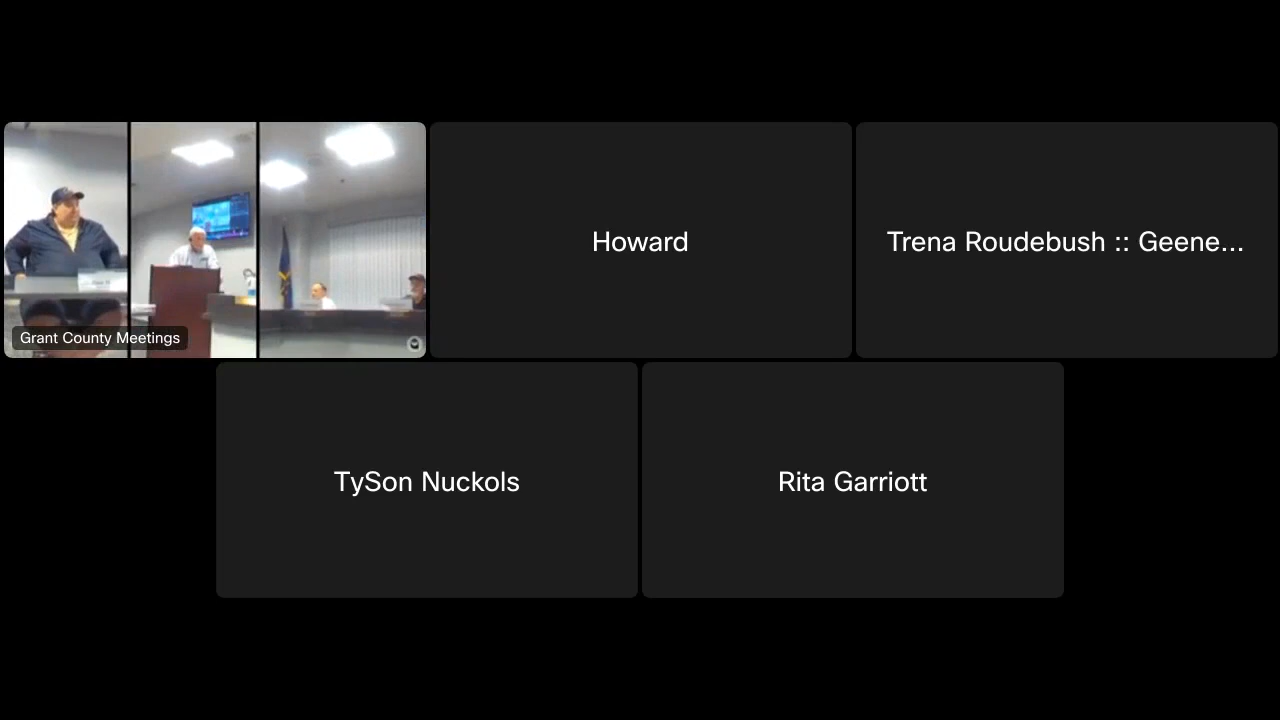 Grant County Meetings
Howard
Trena Roudebush :: Geene...
TySon Nuckols
Rita Garriott